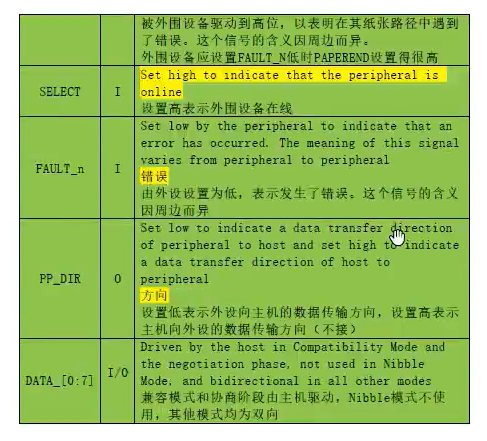 被外围设备驱动到高位，以表明在其纸张路径中遇到
了错误。这个信号的含义因周边而异。
外围设备应设置FAULT_N低时PAPEREND设置得很高
SELECT
I
Set high to indicate that the peripheral is
online
设置高表示外围设备在线
FAULT_n
I
Set low by the peripheral to indicate that an
error has occurred. The meaning of this signal
varies from peripheral to peripheral
错误
由外设设置为低，表示发生了错误。这个信号的含义
因周边而异
PP_DIR
O
Set low to indicate a data transfer direction
of peripheral to host and set high to indicate
a data transfer direction of host to
peripheral
方向
设置低表示外设向主机的数据传输方向，设置高表示
主机向外设的数据传输方向（不接）
DATA_[0:7]
I/O
Driven by the host in Compatibility Mode and
the negotiation phase, not used in Nibble
Mode, and bidirectional in all other modes
兼容模式和协商阶段由主机驱动，Nibble模式不使
用，其他模式均为双向